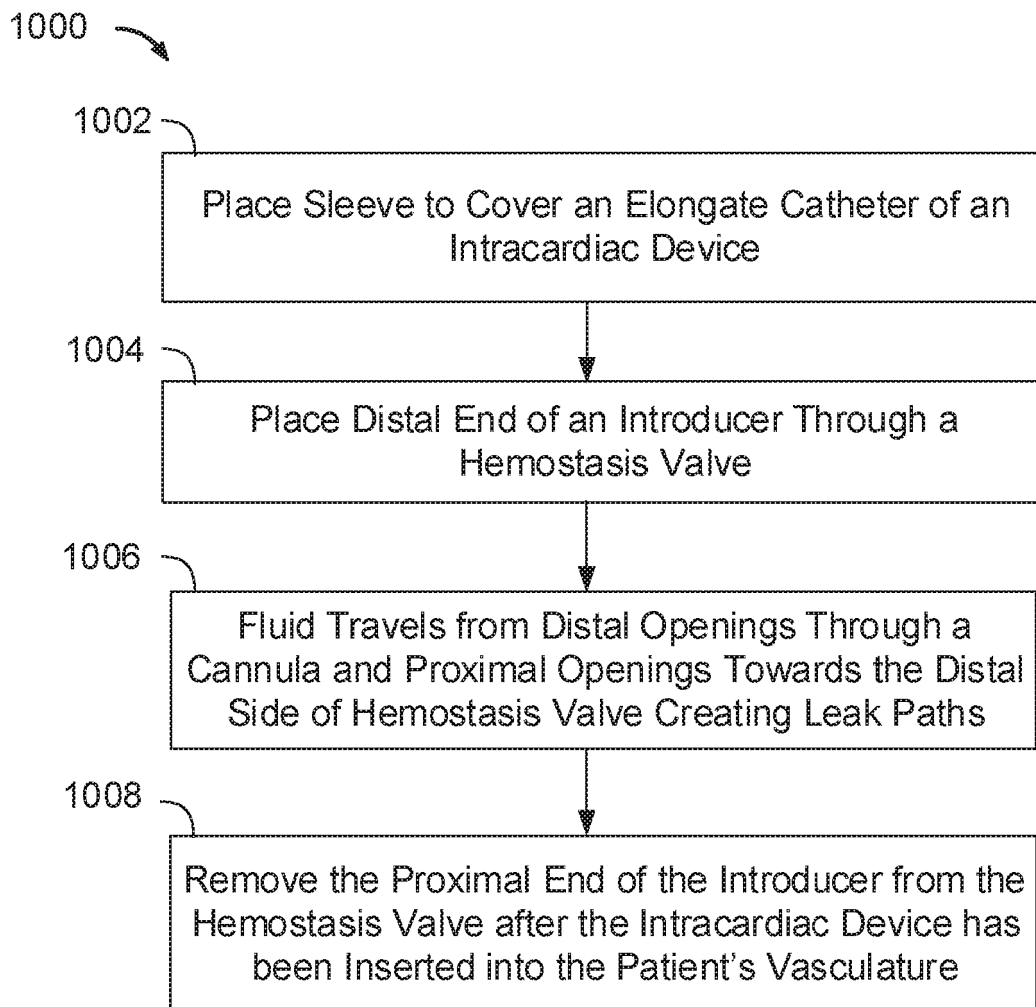 1000
1002
Place Sleeve to Cover an Elongate Catheter of an
Intracardiac Device
1004
Place Distal End of an Introducer Through a
Hemostasis Valve
1006
Fluid Travels from Distal Openings Through a
Cannula and Proximal Openings Towards the Distal
Side of Hemostasis Valve Creating Leak Paths
1008
Remove the Proximal End of the Introducer from the
Hemostasis Valve after the Intracardiac Device has
been Inserted into the Patient's Vasculature